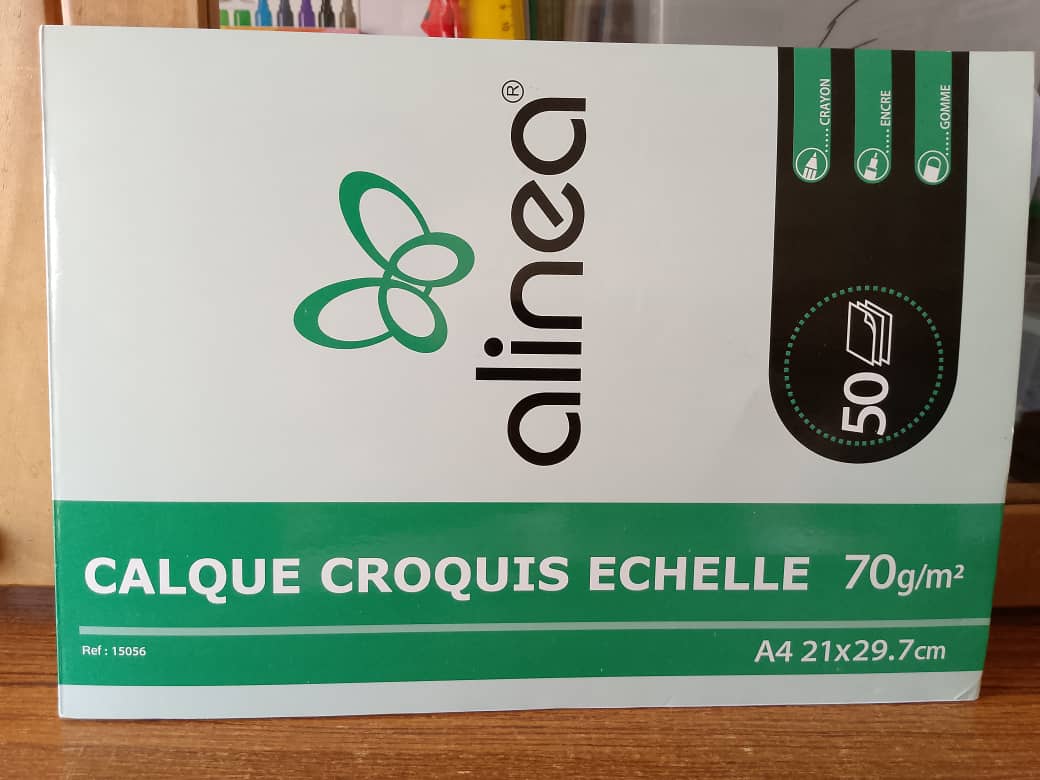 alinea®
CRAYON
ENCRE
GOMME
50
CALQUE CROQUIS ECHELLE 70g/m²
Ref : 15056
A4 21x29.7cm